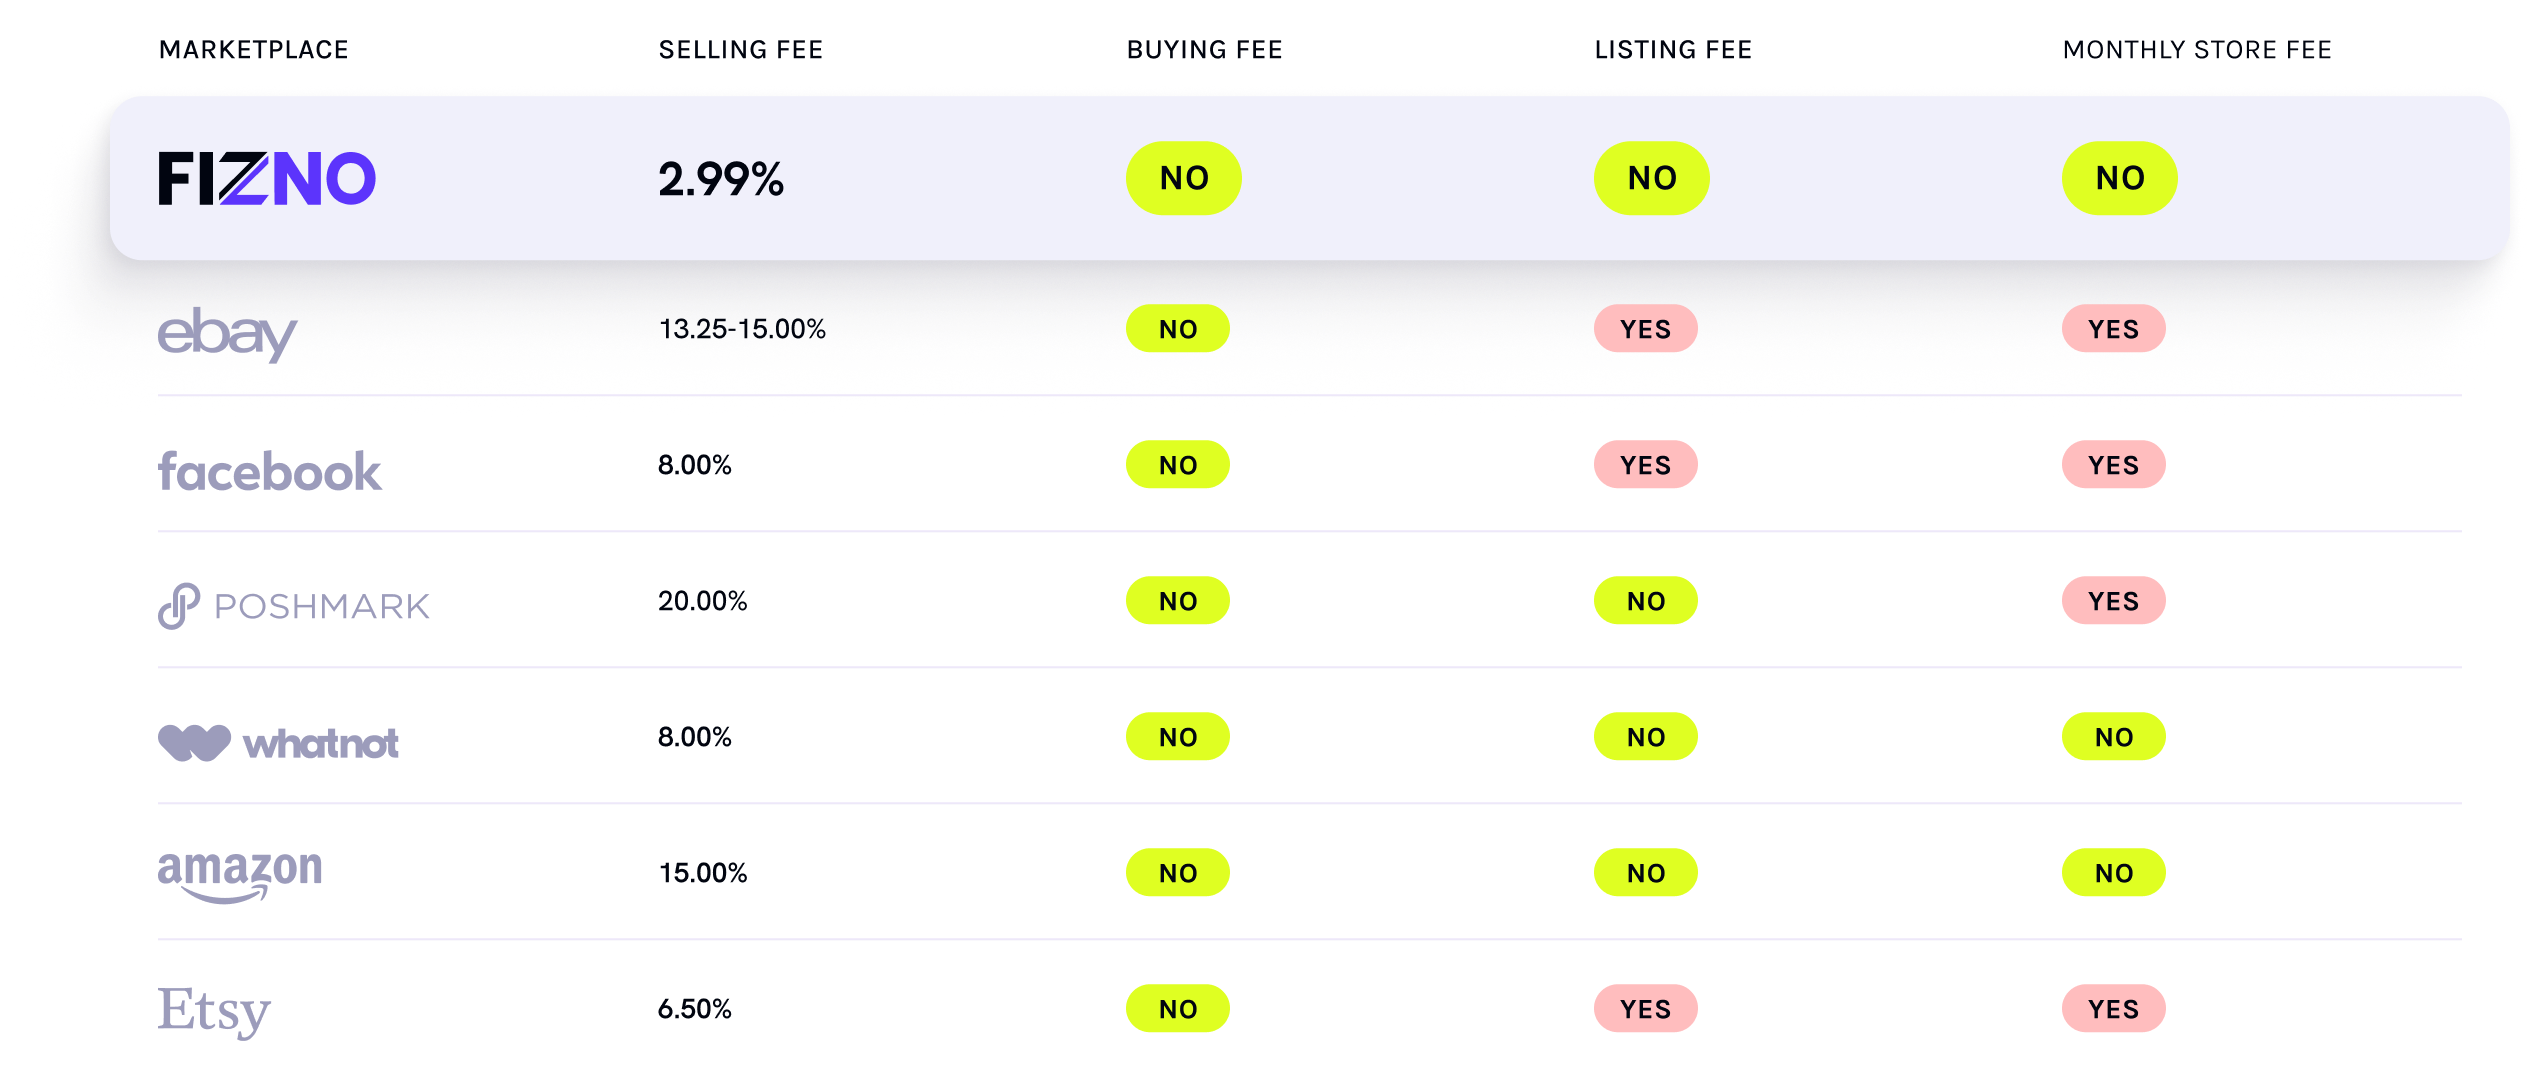 MARKETPLACE SELLING FEE BUYING FEE LISTING FEE MONTHLY STORE FEE
FIZNO 2.99% NO NO NO
ebay 13.25-15.00% NO YES YES
facebook 8.00% NO YES YES
POSHMARK 20.00% NO NO YES
whatnot 8.00% NO NO NO
amazon 15.00% NO NO NO
Etsy 6.50% NO YES YES